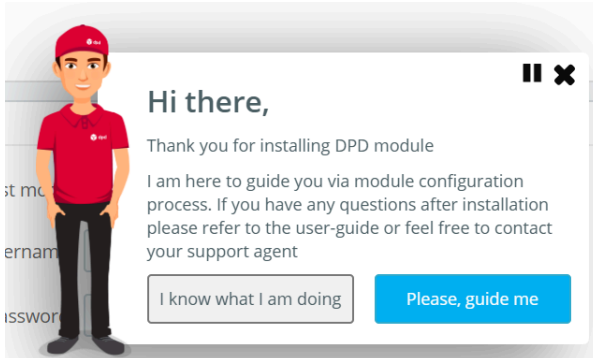 dpd
Hi there,
dpd
Thank you for installing DPD module
I am here to guide you via module configuration
process. If you have any questions after installation
please refer to the user-guide or feel free to contact
your support agent
I know what I am doing
Please, guide me